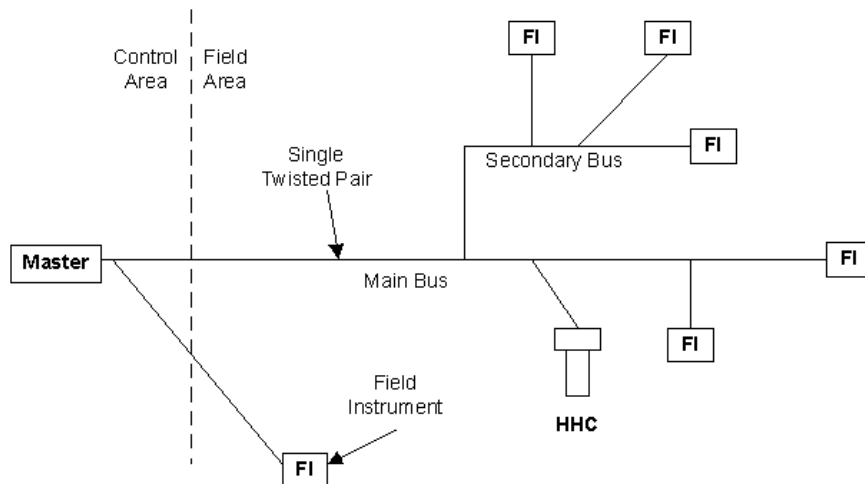 Control
Area
Field
Area
FI
FI
FI
Secondary Bus
Single
Twisted Pair
Master
Main Bus
FI
FI
HHC
Field
Instrument
FI